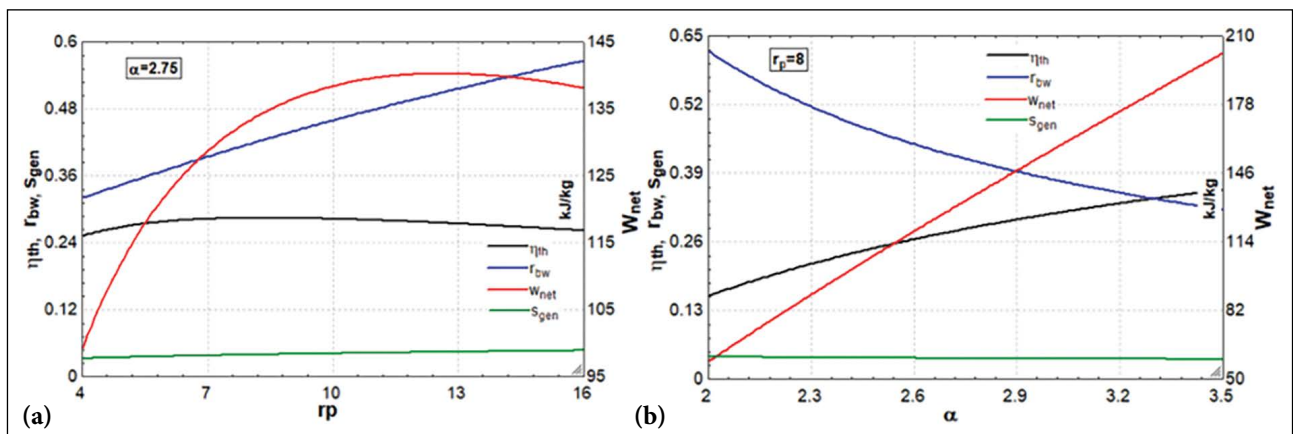 0.6
0.48
0.36
0.24
0.12
0
ηth, rbw, Sgen
α=2.75
ηth
rbw
wnet
sgen
145
135
125
115
105
95
kJ/kg
Wnet
4
7
10
13
16
rp
(a)
0.65
0.52
0.39
0.26
0.13
0
ηth, rbw, Sgen
rp=8
ηth
rbw
wnet
sgen
210
178
146
114
82
50
kJ/kg
Wnet
2
2.3
2.6
2.9
3.2
3.5
α
(b)